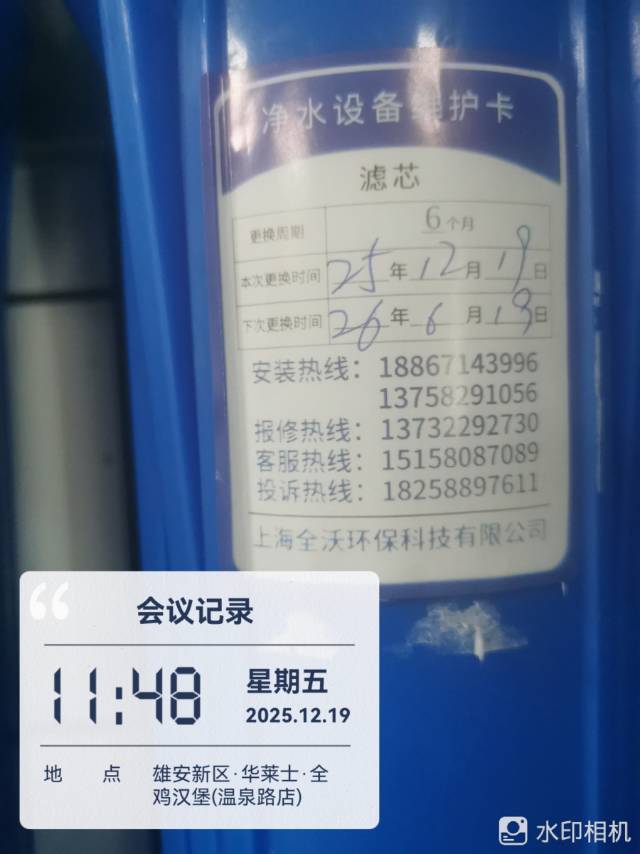 净水设备维护卡
滤芯
更换周期 6个月
本次更换时间 25年12月19日
下次更换时间 26年6月19日
安装热线：18867143996
13758291056
报修热线：13732292730
客服热线：15158087089
投诉热线：18258897611
上海全沃环保科技有限公司
会议记录
11:48
星期五
2025.12.19
地 点 雄安新区·华莱士·全
鸡汉堡(温泉路店)
水印相机